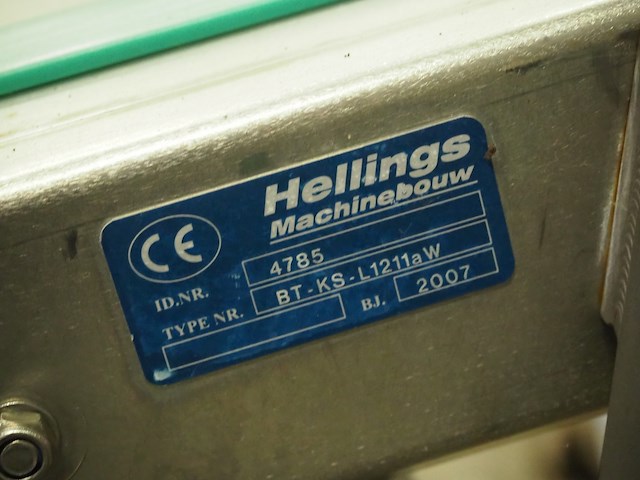 Hellings
Machinebouw
CE
ID.NR. 4785
TYPE NR. BT-KS-L1211aW
BJ. 2007